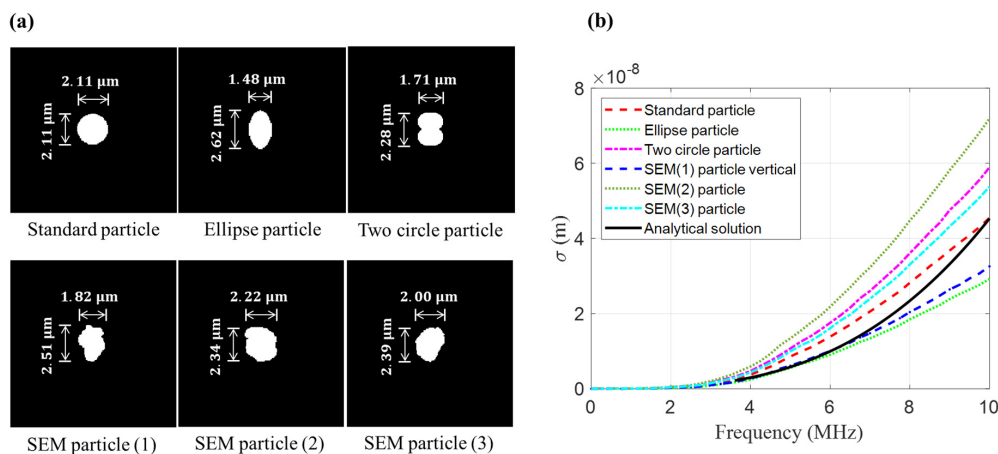 (a)
2.11 μm
2.11 μm
Standard particle
1.48 μm
2.62 μm
Ellipse particle
1.71 μm
2.28 μm
Two circle particle
1.82 μm
2.51 μm
SEM particle (1)
2.22 μm
2.34 μm
SEM particle (2)
2.00 μm
2.39 μm
SEM particle (3)
(b)
×10⁻⁸
8
6
4
2
0
σ (m)
Standard particle
Ellipse particle
Two circle particle
SEM(1) particle vertical
SEM(2) particle
SEM(3) particle
Analytical solution
0 2 4 6 8 10
Frequency (MHz)